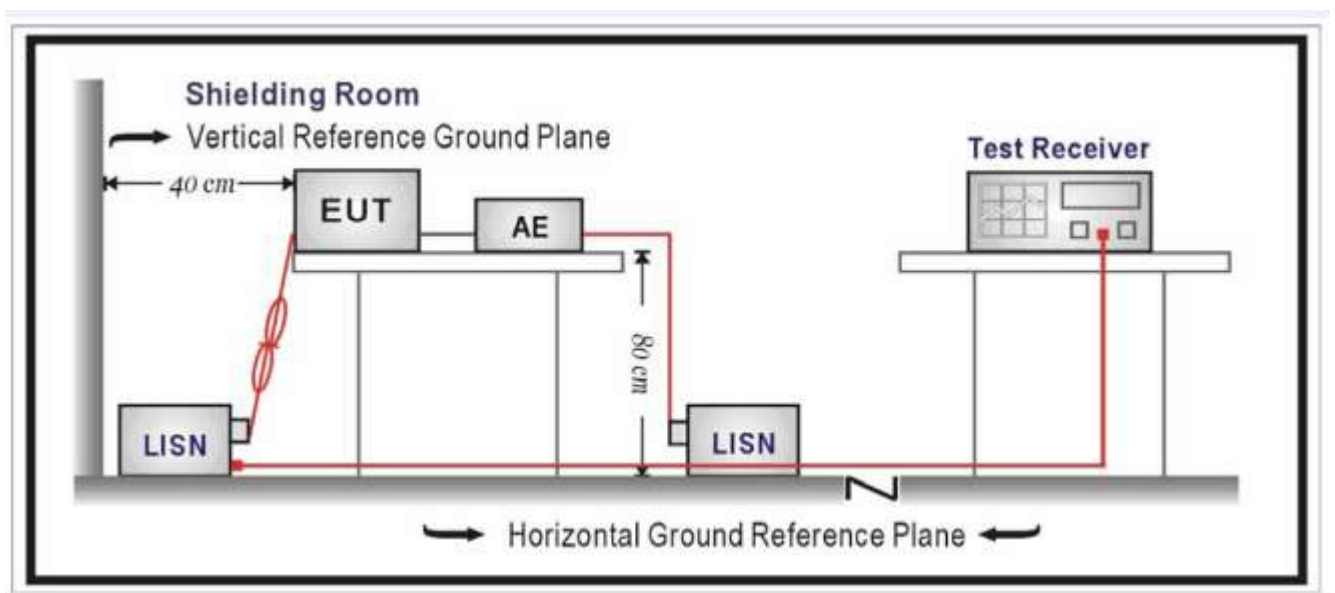 Shielding Room
Vertical Reference Ground Plane
Test Receiver
40 cm
EUT
AE
80 cm
LISN
LISN
Horizontal Ground Reference Plane